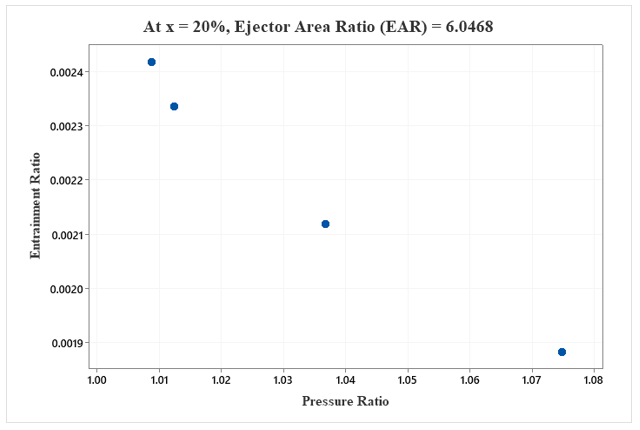 At x = 20%, Ejector Area Ratio (EAR) = 6.0468
0.0024
0.0023
0.0022
0.0021
0.0020
0.0019
Entrainment Ratio
1.00 1.01 1.02 1.03 1.04 1.05 1.06 1.07 1.08
Pressure Ratio